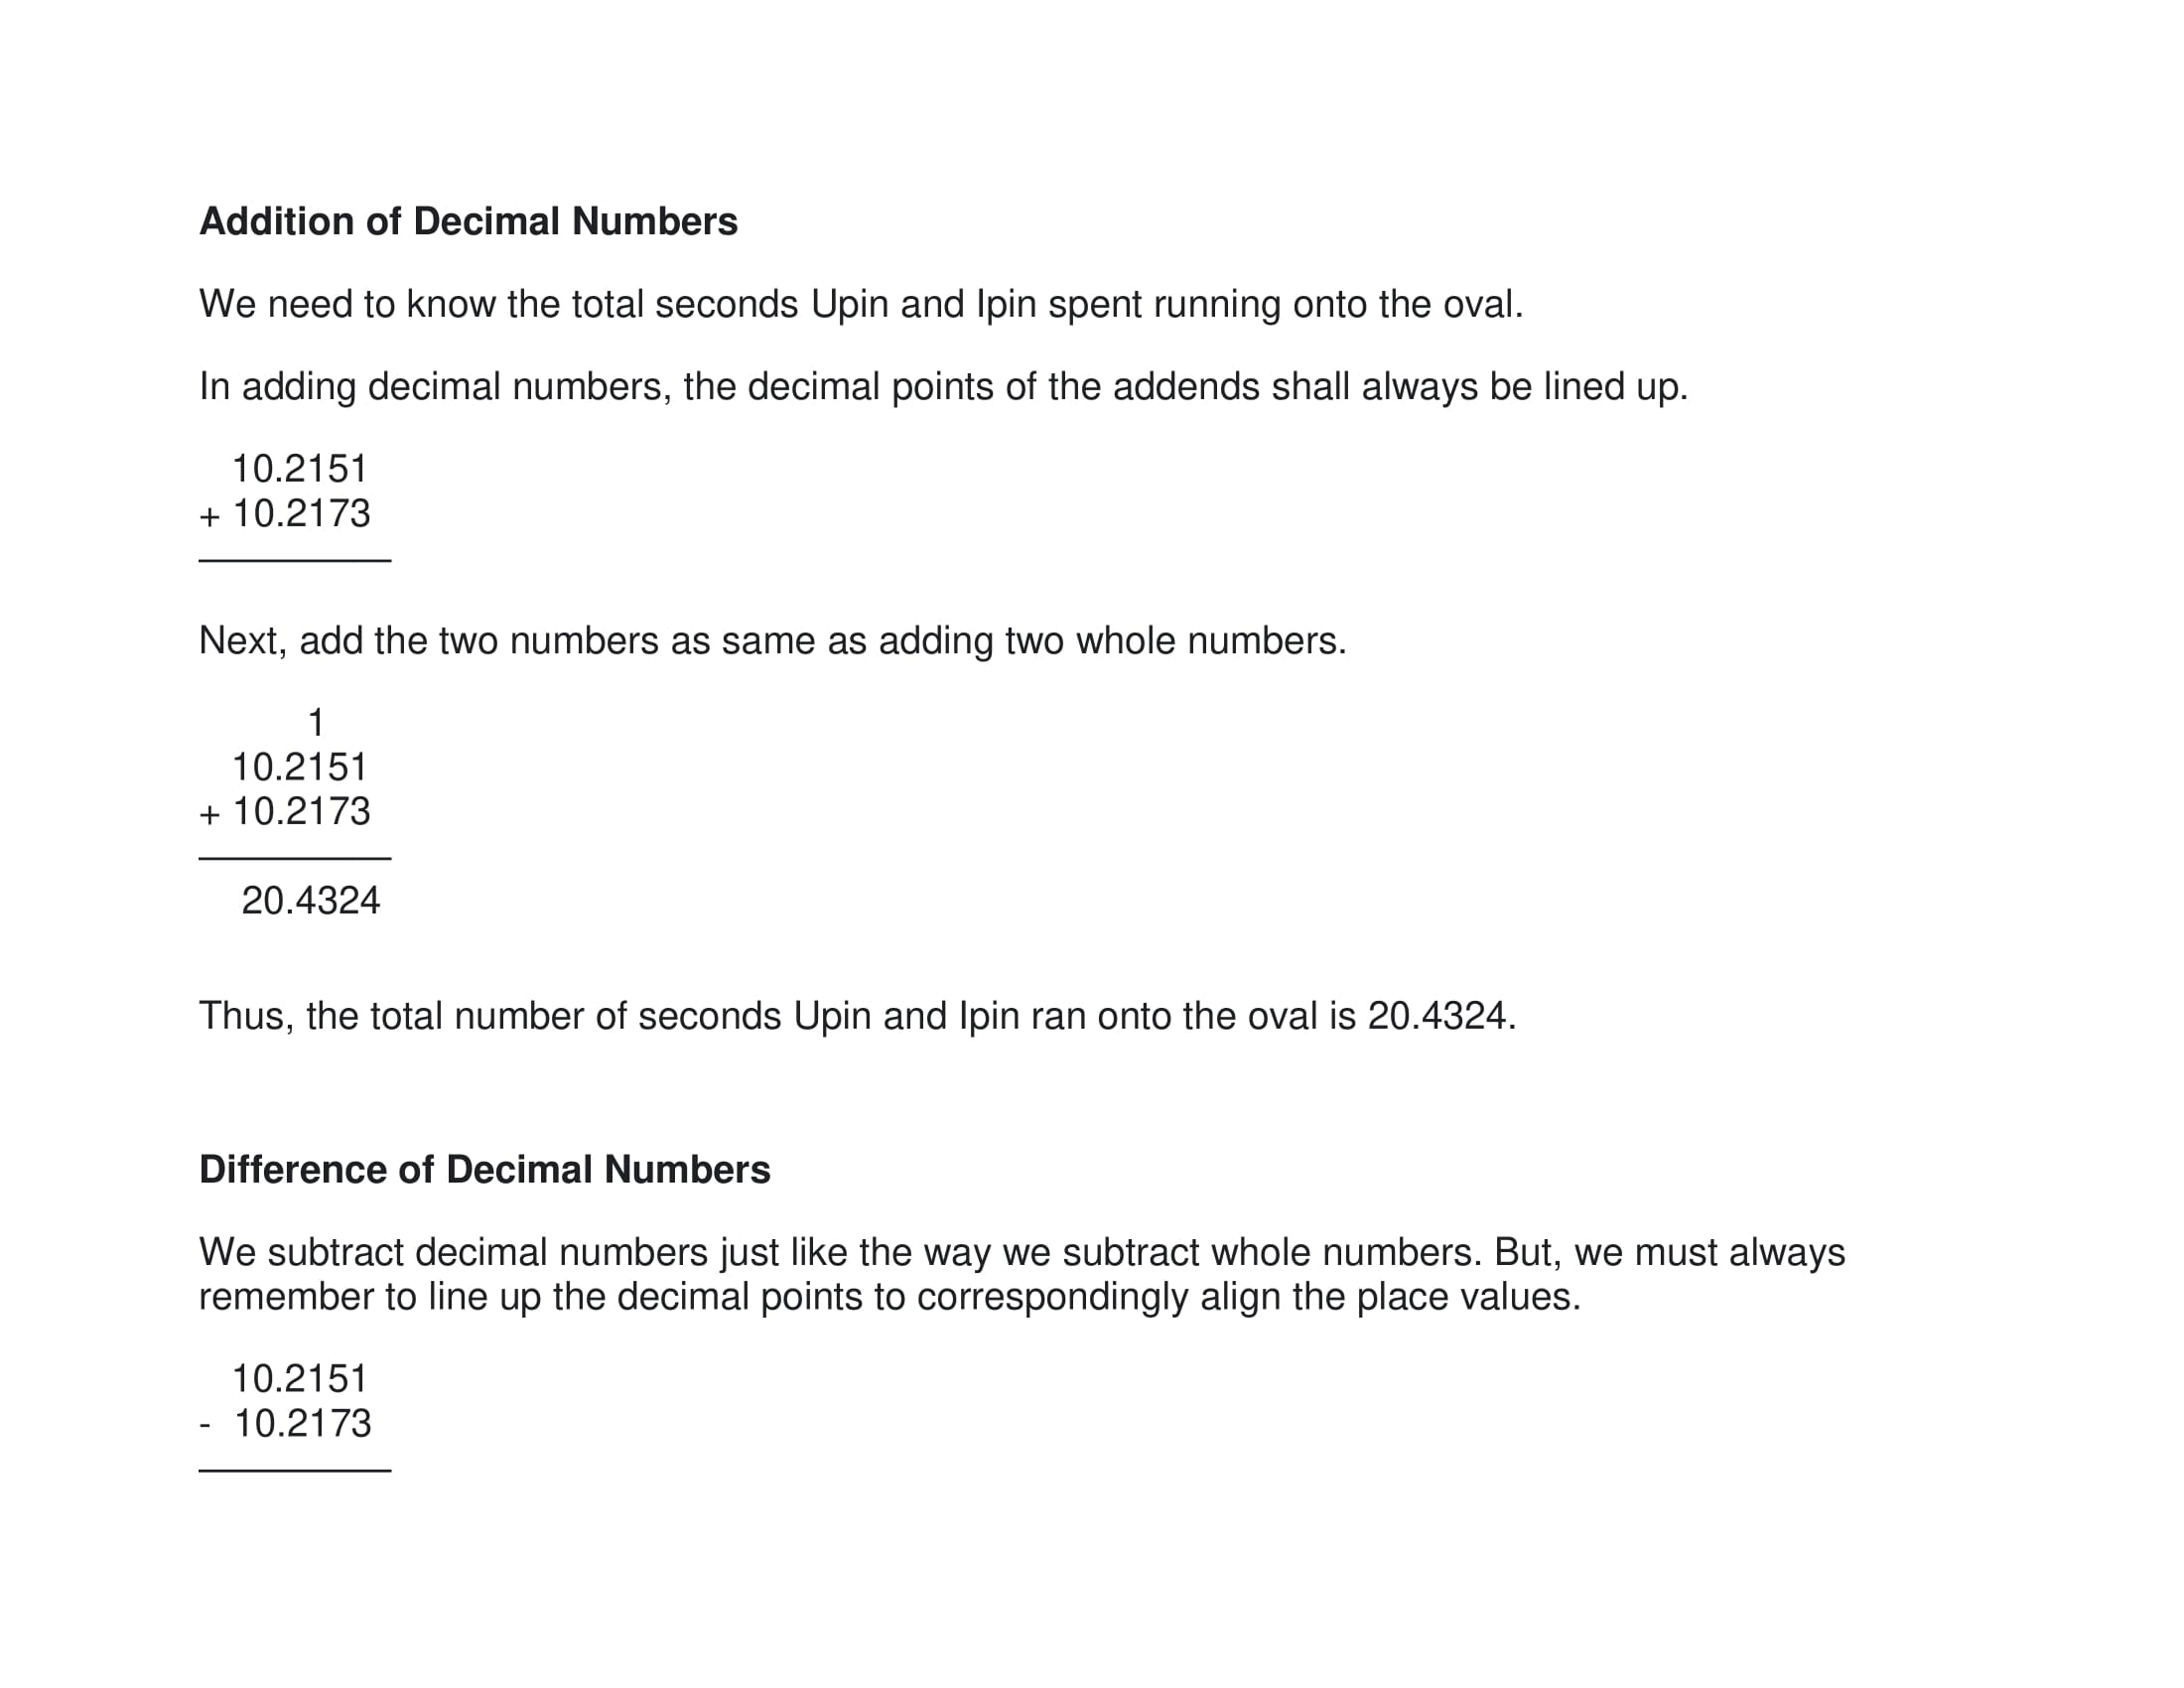 Addition of Decimal Numbers
We need to know the total seconds Upin and Ipin spent running onto the oval.
In adding decimal numbers, the decimal points of the addends shall always be lined up.
10.2151
+ 10.2173
Next, add the two numbers as same as adding two whole numbers.
1
10.2151
+ 10.2173
20.4324
Thus, the total number of seconds Upin and Ipin ran onto the oval is 20.4324.
Difference of Decimal Numbers
We subtract decimal numbers just like the way we subtract whole numbers. But, we must always
remember to line up the decimal points to correspondingly align the place values.
10.2151
- 10.2173